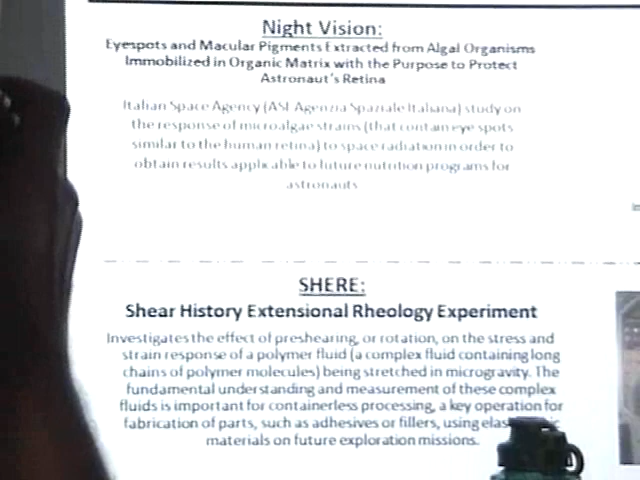 Night Vision:
Eyespots and Macular Pigments Extracted from Algal Organisms
Immobilized in Organic Matrix with the Purpose to Protect
Astronaut's Retina
Italian Space Agency (ASI, Agenzia Spaziale Italiana) study on
the response of microalgae strains (that contain eye spots
similar to the human retina) to space radiation in order to
obtain results applicable to future nutrition programs for
astronauts
SHERE:
Shear History Extensional Rheology Experiment
Investigates the effect of preshearing, or rotation, on the stress and
strain response of a polymer fluid (a complex fluid containing long
chains of polymer molecules) being stretched in microgravity. The
fundamental understanding and measurement of these complex
fluids is important for containerless processing, a key operation for
fabrication of parts, such as adhesives or fillers, using
materials on future exploration missions.